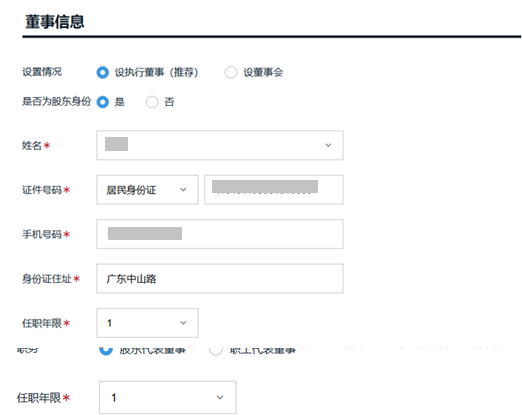 董事信息
设置情况 设执行董事（推荐） 设董事会
是否为股东身份 是 否
姓名*
证件号码* 居民身份证
手机号码*
身份证住址* 广东中山路
任职年限* 1
职务 股东代表董事 职工代表董事
任职年限* 1